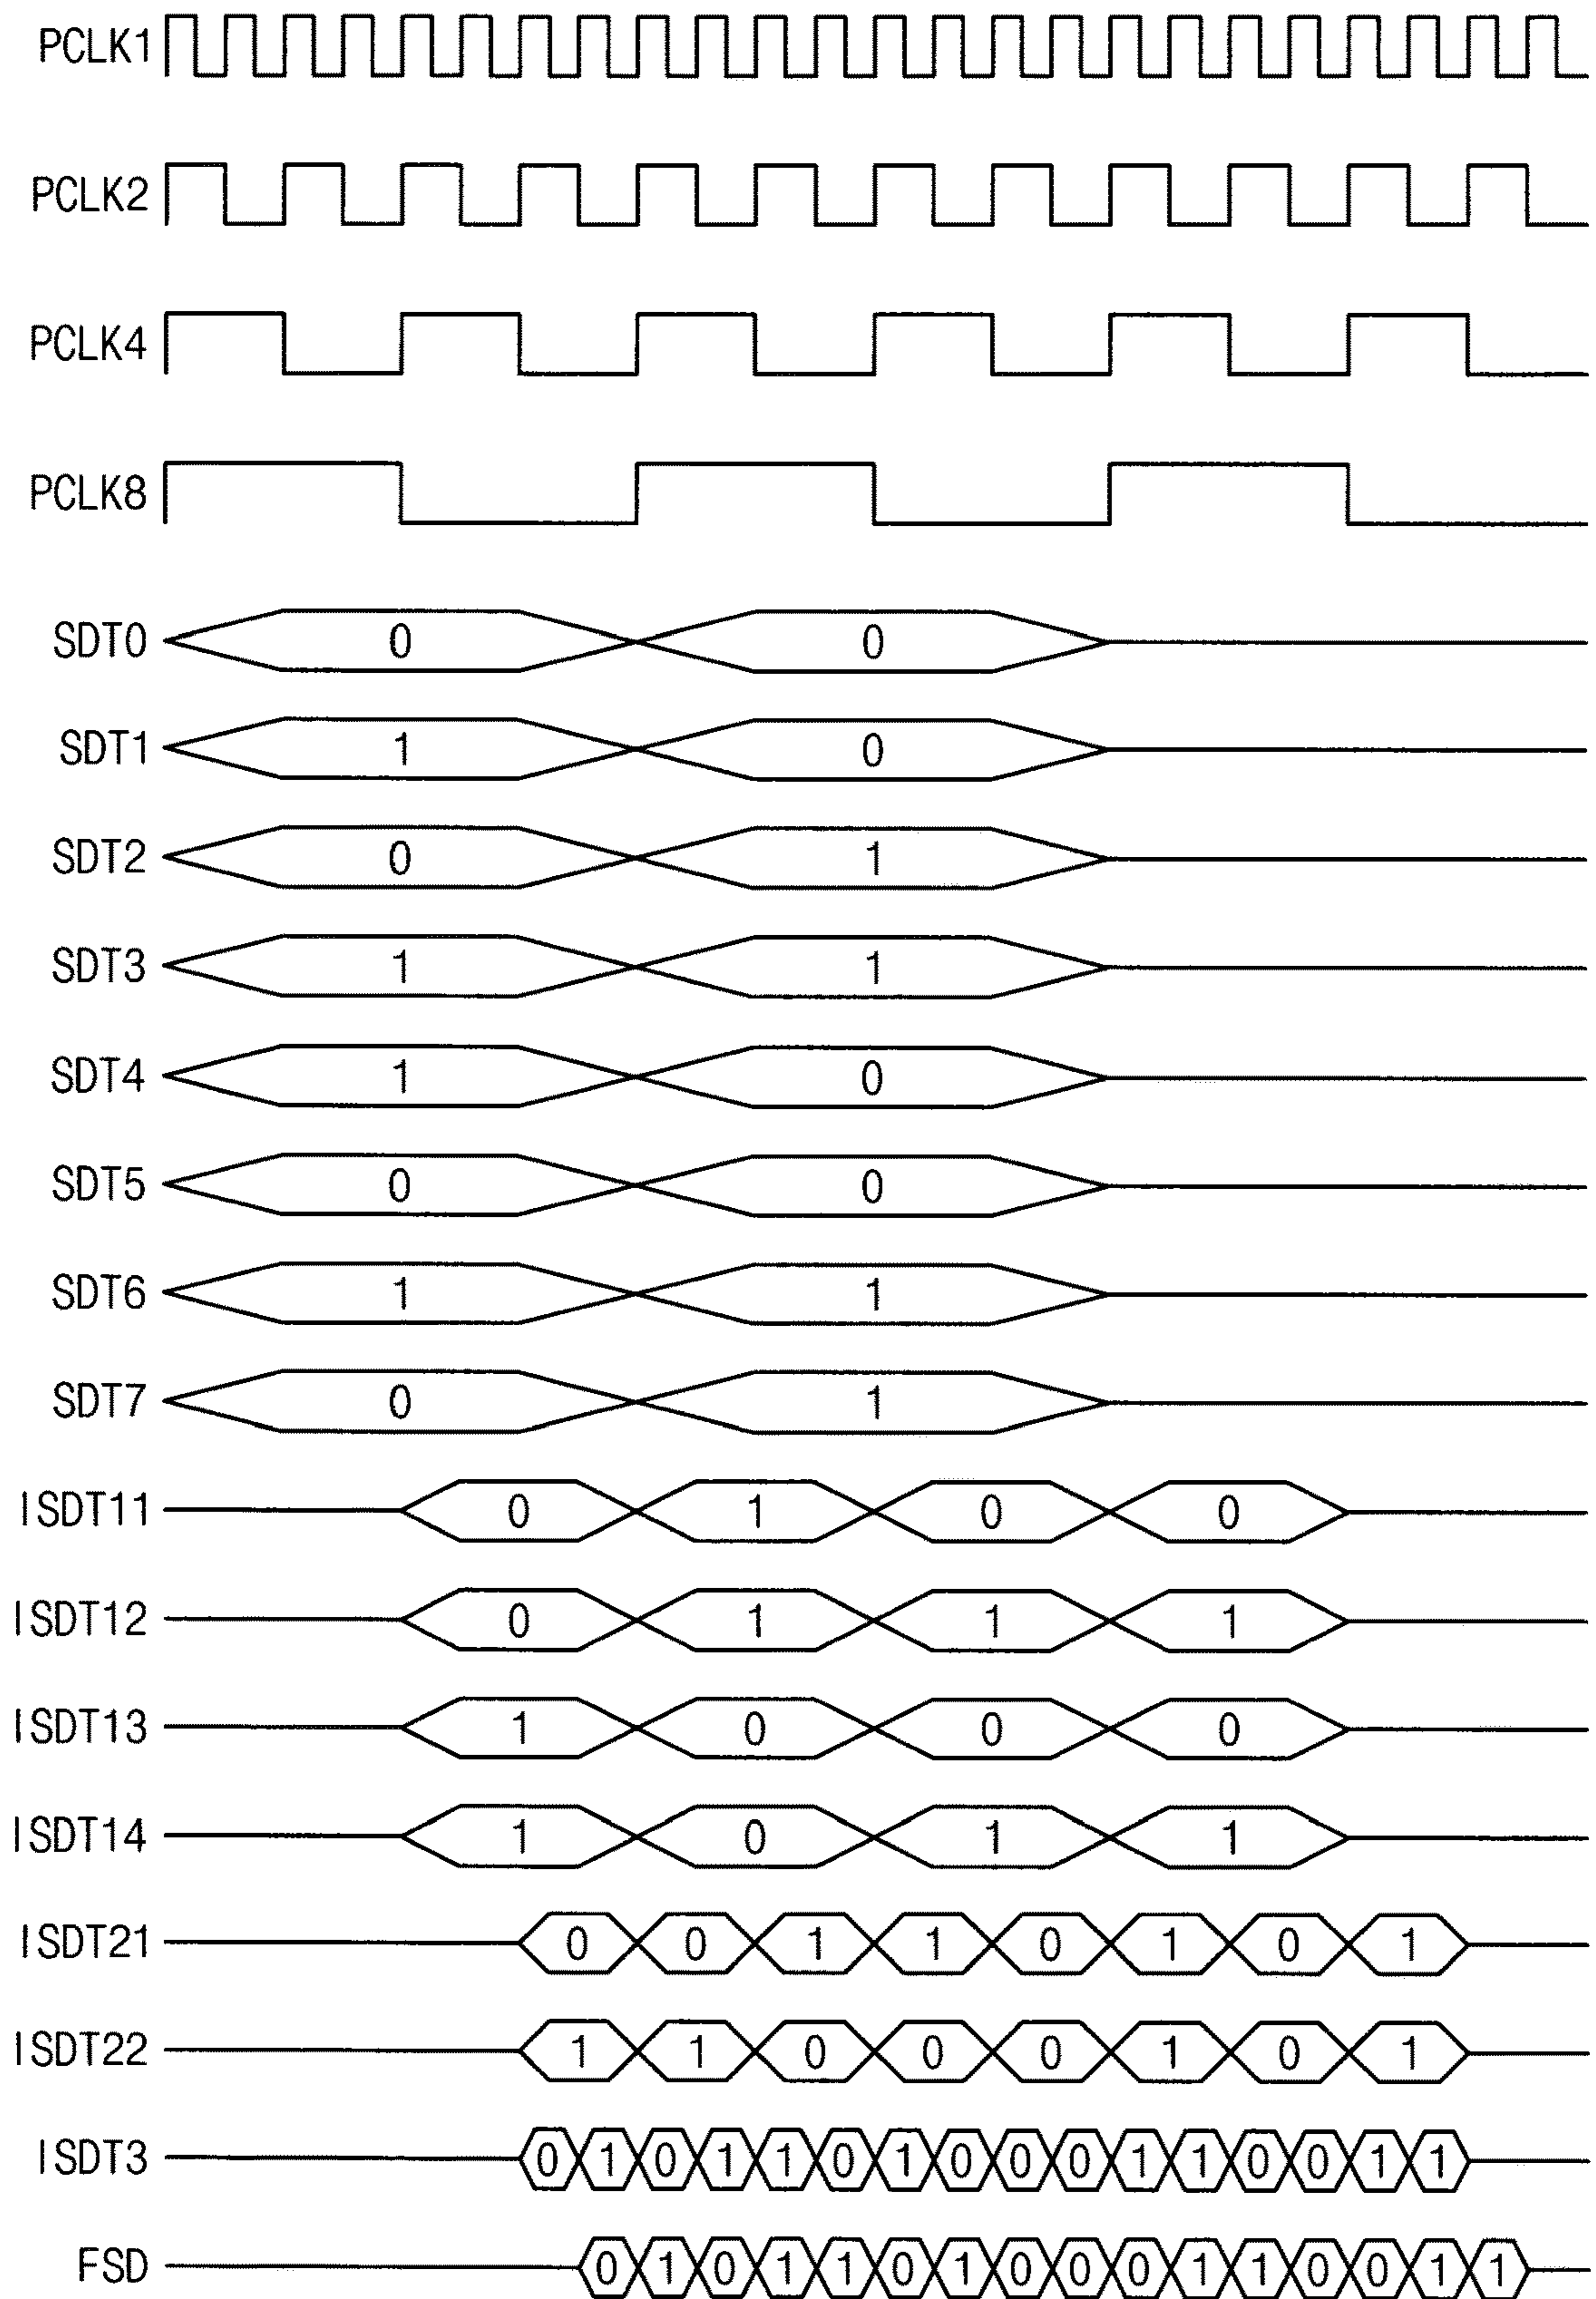 PCLK1
PCLK2
PCLK4
PCLK8
SDT0 0 0
SDT1 1 0
SDT2 0 1
SDT3 1 1
SDT4 1 0
SDT5 0 0
SDT6 1 1
SDT7 0 1
ISDT11 0 1 0 0
ISDT12 0 1 1 1
ISDT13 1 0 0 0
ISDT14 1 0 1 1
ISDT21 0 0 1 1 0 1 0 1
ISDT22 1 1 0 0 0 1 0 1
ISDT3 0 1 0 1 1 0 1 0 0 0 1 1 0 0 1 1
FSD 0 1 0 1 1 0 1 0 0 0 1 1 0 0 1 1